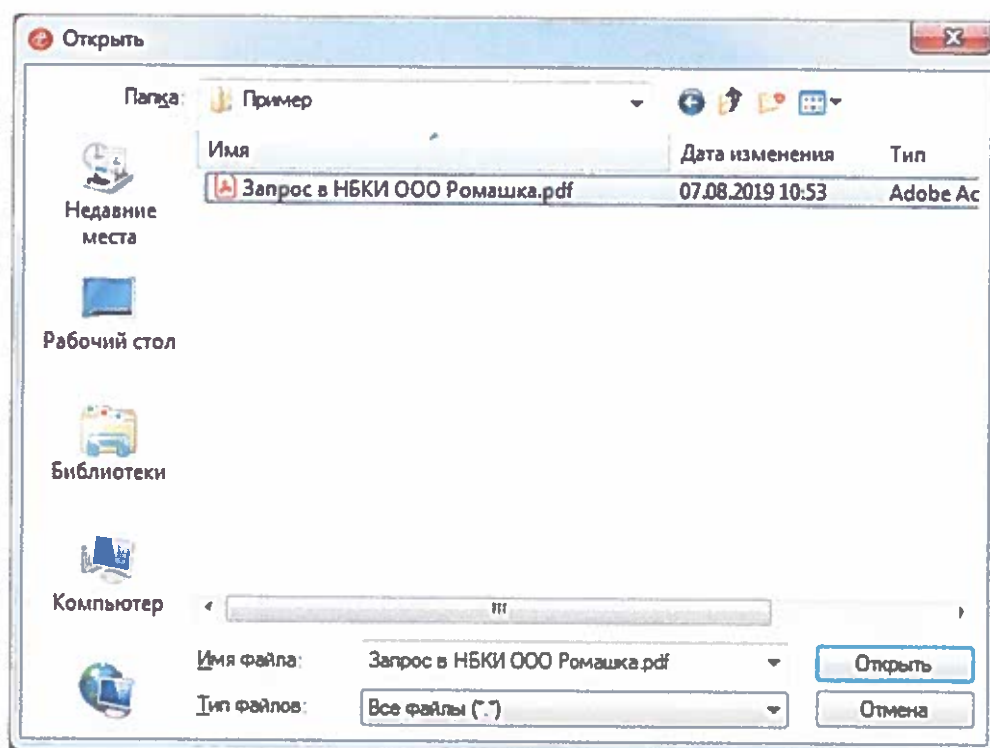 Открыть
Папка: Пример
Имя Дата изменения Тип
Запрос в НБКИ ООО Ромашка.pdf 07.08.2019 10:53 Adobe Ac
Недавние
места
Рабочий стол
Библиотеки
Компьютер
Имя файла: Запрос в НБКИ ООО Ромашка.pdf Открыть
Тип файлов: Все файлы (*.*) Отмена